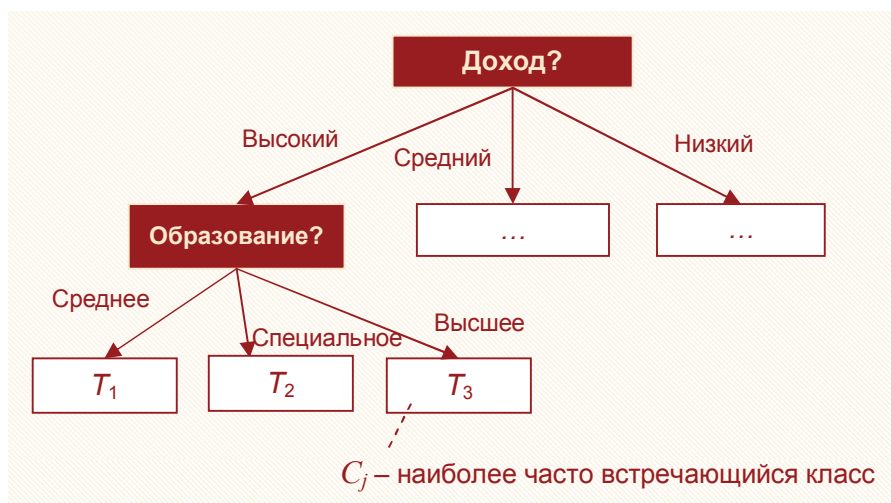 Доход?
Высокий
Средний
Низкий
Образование?
...
...
Среднее
Специальное
Высшее
T₁
T₂
T₃
Cⱼ – наиболее часто встречающийся класс